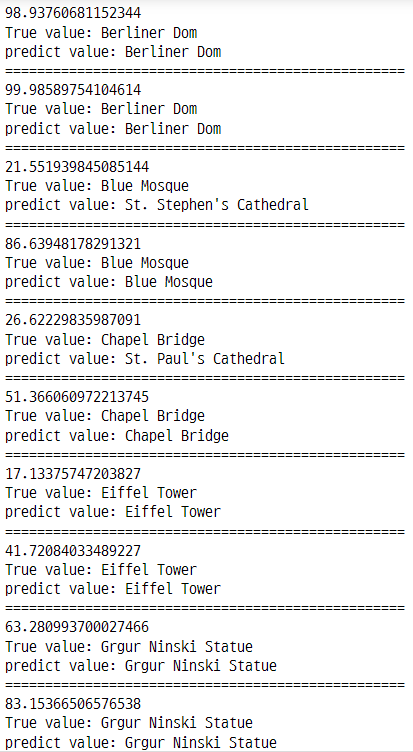 98.93760681152344
True value: Berliner Dom
predict value: Berliner Dom
==================================================
99.98589754104614
True value: Berliner Dom
predict value: Berliner Dom
==================================================
21.551939845085144
True value: Blue Mosque
predict value: St. Stephen's Cathedral
==================================================
86.63948178291321
True value: Blue Mosque
predict value: Blue Mosque
==================================================
26.62229835987091
True value: Chapel Bridge
predict value: St. Paul's Cathedral
==================================================
51.366060972213745
True value: Chapel Bridge
predict value: Chapel Bridge
==================================================
17.13375747203827
True value: Eiffel Tower
predict value: Eiffel Tower
==================================================
41.72084033489227
True value: Eiffel Tower
predict value: Eiffel Tower
==================================================
63.280993700027466
True value: Grgur Ninski Statue
predict value: Grgur Ninski Statue
==================================================
83.15366506576538
True value: Grgur Ninski Statue
predict value: Grgur Ninski Statue